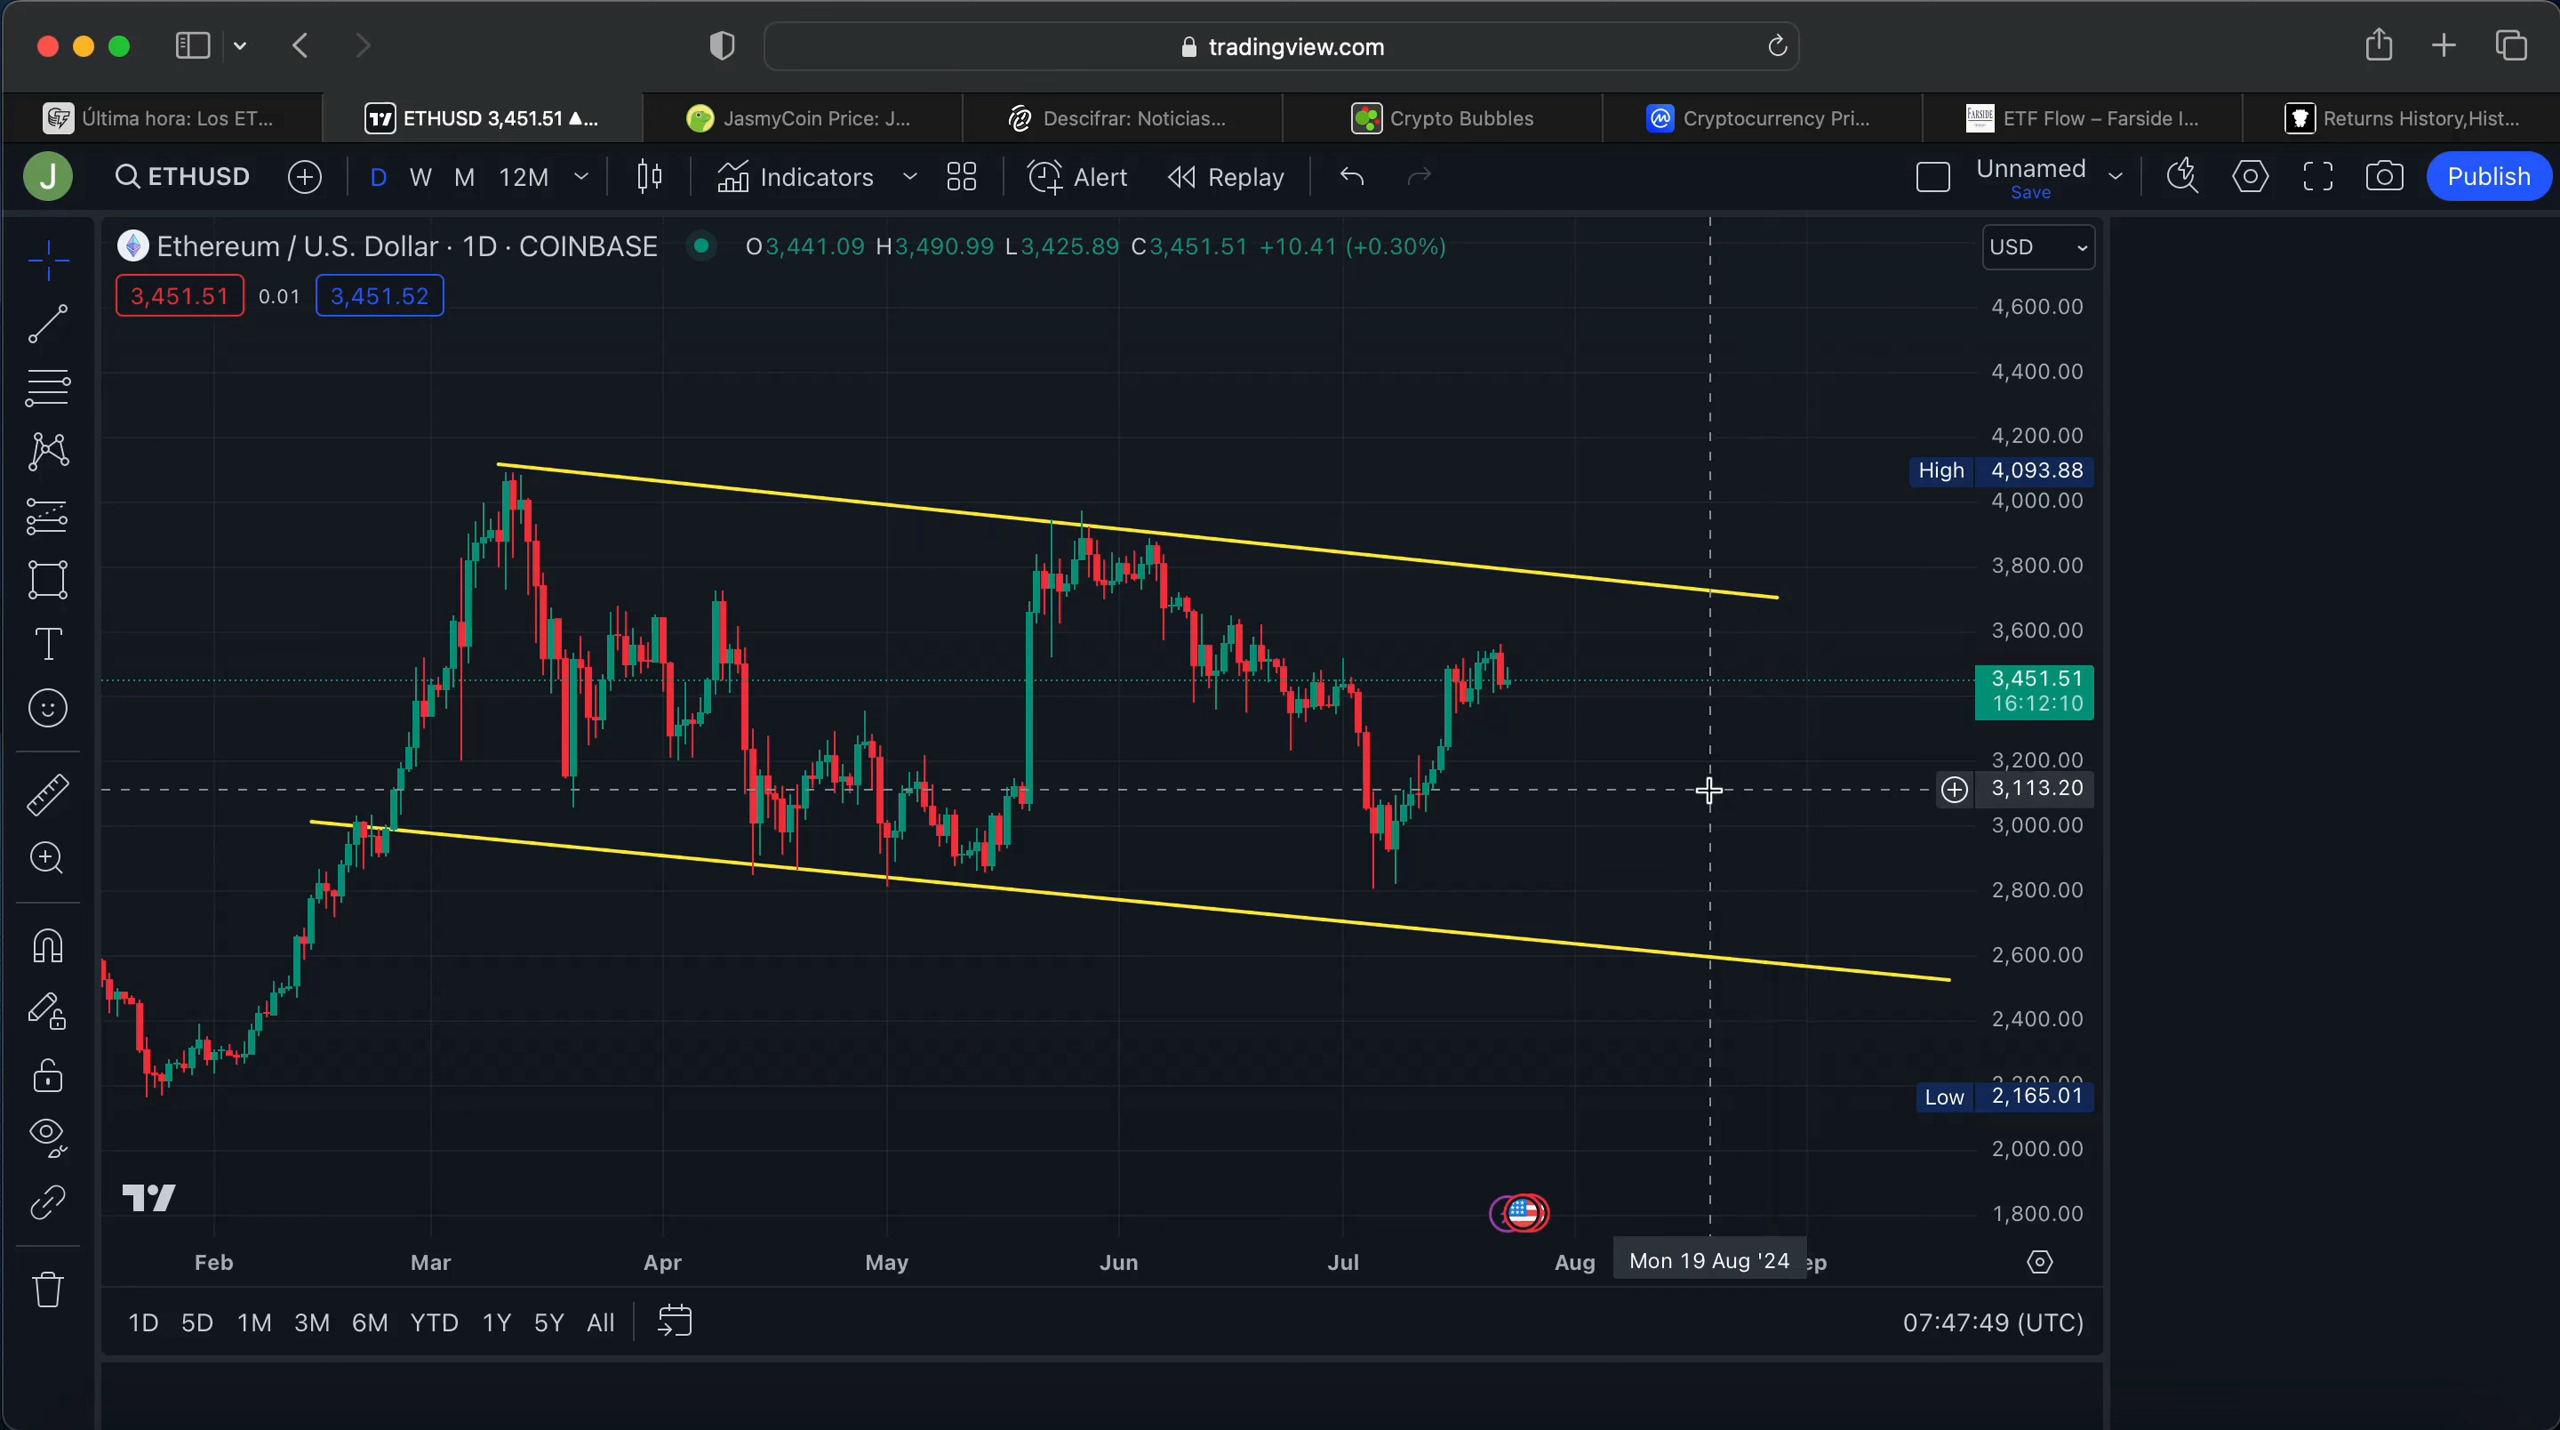 tradingview.com
Última hora: Los ET...
ETHUSD 3,451.51 ▲...
JasmyCoin Price: J...
Descifrar: Noticias...
Crypto Bubbles
Cryptocurrency Pri...
FARSIDE
ETF Flow – Farside I...
Returns History,Hist...
J
ETHUSD
D W M 12M
Indicators
Alert
Replay
Unnamed
Save
Publish
Ethereum / U.S. Dollar · 1D · COINBASE
O3,441.09 H3,490.99 L3,425.89 C3,451.51 +10.41 (+0.30%)
USD
3,451.51 0.01 3,451.52
4,600.00
4,400.00
4,200.00
High 4,093.88
4,000.00
3,800.00
3,600.00
3,451.51
16:12:10
3,200.00
3,113.20
3,000.00
2,800.00
2,600.00
2,400.00
2,200.00
Low 2,165.01
2,000.00
1,800.00
Feb Mar Apr May Jun Jul Aug Mon 19 Aug '24 ep
1D 5D 1M 3M 6M YTD 1Y 5Y All
07:47:49 (UTC)